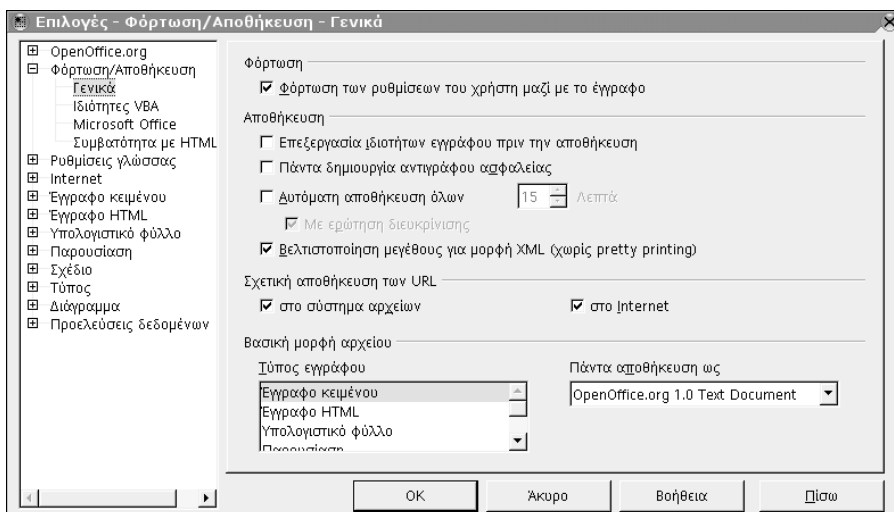 Επιλογές - Φόρτωση/Αποθήκευση - Γενικά
OpenOffice.org
Φόρτωση/Αποθήκευση
Γενικά
Ιδιότητες VBA
Microsoft Office
Συμβατότητα με HTML
Ρυθμίσεις γλώσσας
Internet
Έγγραφο κειμένου
Έγγραφο HTML
Υπολογιστικό φύλλο
Παρουσίαση
Σχέδιο
Τύπος
Διάγραμμα
Προελεύσεις δεδομένων
Φόρτωση
Φόρτωση των ρυθμίσεων του χρήστη μαζί με το έγγραφο
Αποθήκευση
Επεξεργασία ιδιοτήτων εγγράφου πριν την αποθήκευση
Πάντα δημιουργία αντιγράφου ασφαλείας
Αυτόματη αποθήκευση όλων 15 Λεπτά
Με ερώτηση διευκρίνισης
Βελτιστοποίηση μεγέθους για μορφή XML (χωρίς pretty printing)
Σχετική αποθήκευση των URL
στο σύστημα αρχείων
στο Internet
Βασική μορφή αρχείου
Τύπος εγγράφου
Έγγραφο κειμένου
Έγγραφο HTML
Υπολογιστικό φύλλο
Παρουσίαση
Πάντα αποθήκευση ως
OpenOffice.org 1.0 Text Document
OK
Άκυρο
Βοήθεια
Πίσω